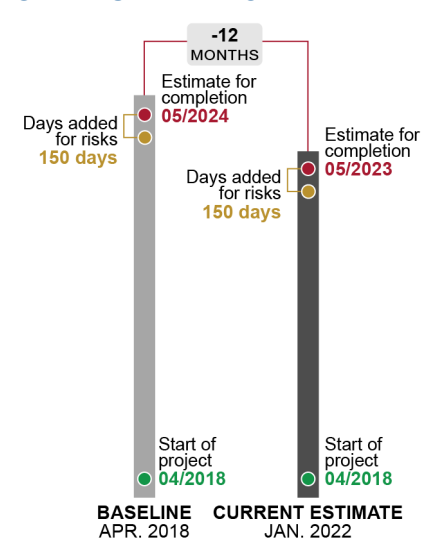 -12
MONTHS
Estimate for
completion
05/2024
Days added
for risks
150 days
Estimate for
completion
05/2023
Days added
for risks
150 days
Start of
project
04/2018
Start of
project
04/2018
BASELINE
APR. 2018
CURRENT ESTIMATE
JAN. 2022